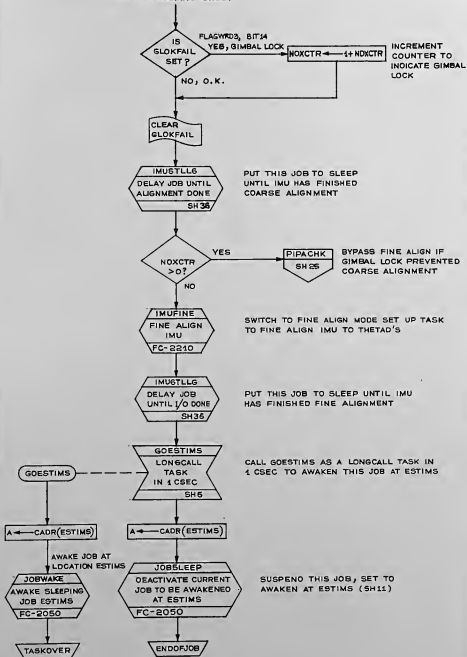 IS
GLOKFAIL
SET?
FLAGWRD3, BIT14
YES, GIMBAL LOCK
NOXCTR ← 1+NDXCTR
INCREMENT
COUNTER TO
INDICATE GIMBAL
LOCK
NO, O.K.
CLEAR
GLOKFAIL
IMUSTLLG
DELAY JOB UNTIL
ALIGNMENT DONE
SH36
PUT THIS JOB TO SLEEP
UNTIL IMU HAS FINISHED
COARSE ALIGNMENT
NOXCTR
>0?
YES
PIPACHK
SH25
BYPASS FINE ALIGN IF
GIMBAL LOCK PREVENTED
COARSE ALIGNMENT
NO
IMUFINE
FINE ALIGN
IMU
FC-2210
SWITCH TO FINE ALIGN MODE SET UP TASK
TO FINE ALIGN IMU TO THETAD'S
IMUSTLLG
DELAY JOB
UNTIL I/O DONE
SH36
PUT THIS JOB TO SLEEP UNTIL IMU
HAS FINISHED FINE ALIGNMENT
GOESTIMS
GOESTIMS
LONGCALL
TASK
IN 1 CSEC
SH6
CALL GOESTIMS AS A LONGCALL TASK IN
1 CSEC TO AWAKEN THIS JOB AT ESTIMS
A ← CADR(ESTIMS)
A ← CADR(ESTIMS)
AWAKE JOB AT
LOCATION ESTIMS
JOBWAKE
AWAKE SLEEPING
JOB ESTIMS
FC-2050
JOBSLEEP
DEACTIVATE CURRENT
JOB TO BE AWAKENED
AT ESTIMS
FC-2050
SUSPEND THIS JOB, SET TO
AWAKEN AT ESTIMS (SH11)
TASKOVER
ENDOFJOB